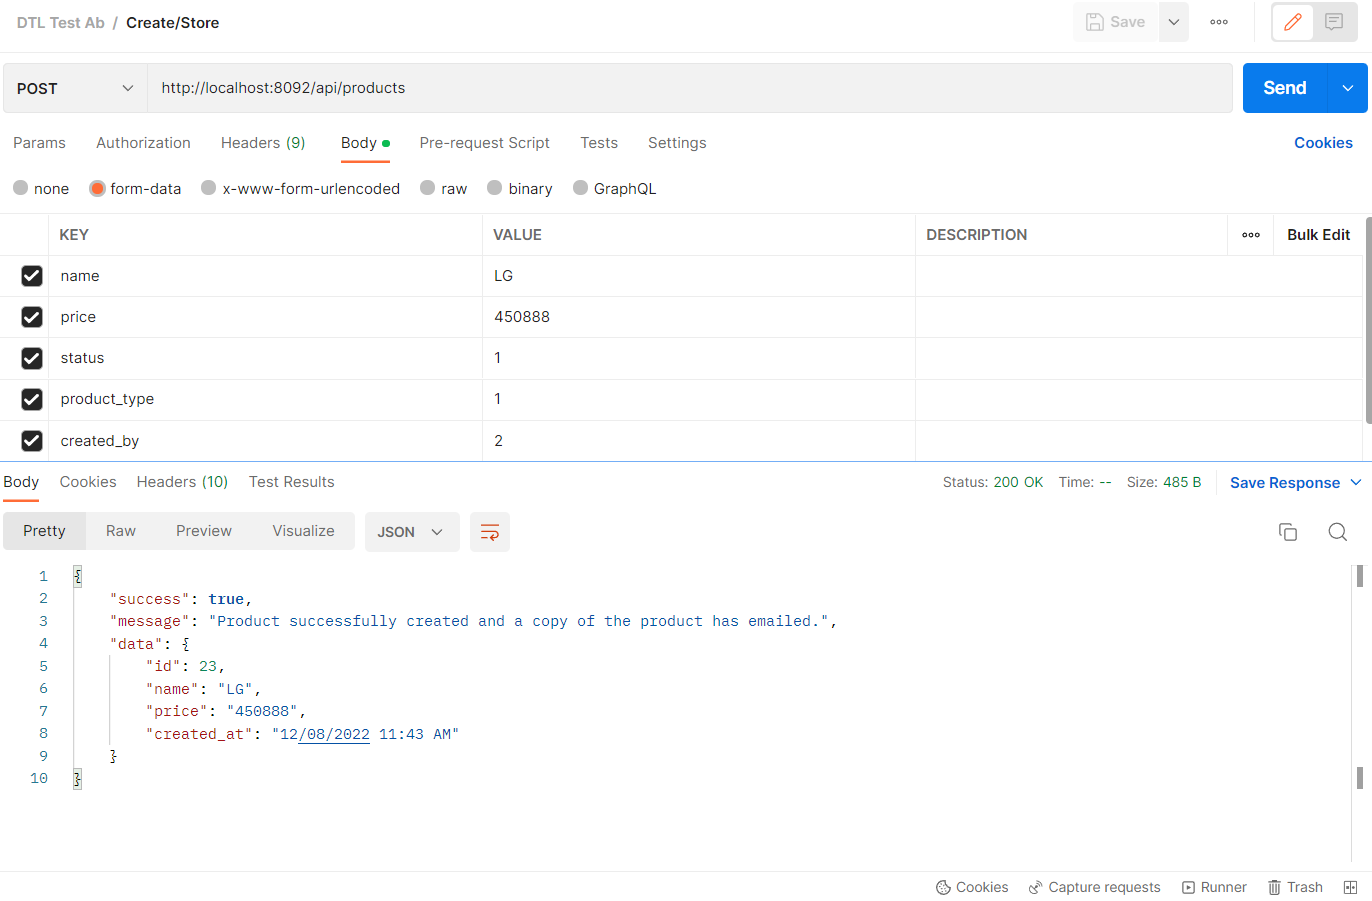 DTL Test Ab / Create/Store
Save
POST http://localhost:8092/api/products Send
Params Authorization Headers (9) Body Pre-request Script Tests Settings Cookies
none form-data x-www-form-urlencoded raw binary GraphQL
KEY VALUE DESCRIPTION Bulk Edit
name LG
price 450888
status 1
product_type 1
created_by 2
Body Cookies Headers (10) Test Results Status: 200 OK Time: -- Size: 485 B Save Response
Pretty Raw Preview Visualize JSON
1 {
2 "success": true,
3 "message": "Product successfully created and a copy of the product has emailed.",
4 "data": {
5 "id": 23,
6 "name": "LG",
7 "price": "450888",
8 "created_at": "12/08/2022 11:43 AM"
9 }
10 }
Cookies Capture requests Runner Trash